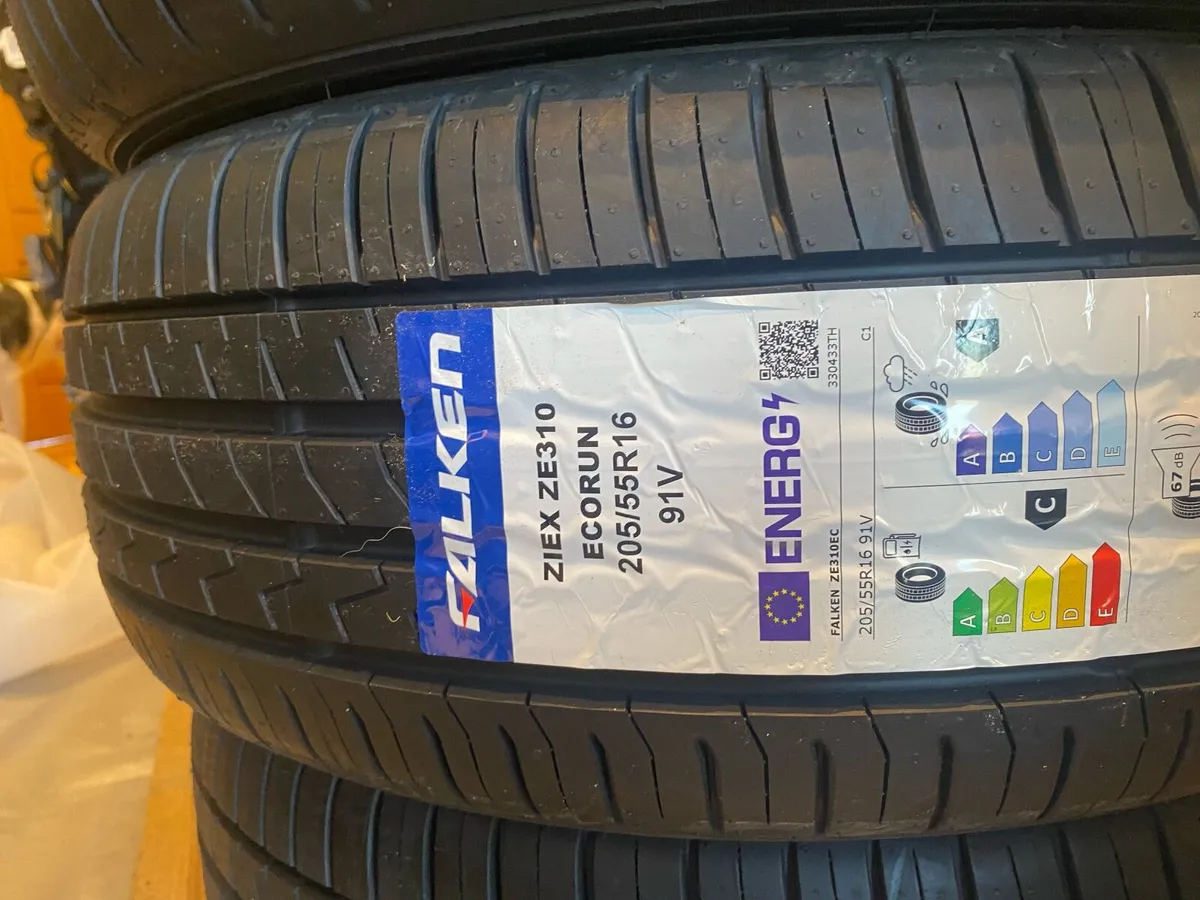 FALKEN
ZIEX ZE310
ECORUN
205/55R16
91V
ENERG
FALKEN ZE310EC
330433TH
205/55R16 91V
C1
A
B
C
D
E
C
A
B
C
D
E
A
67 dB